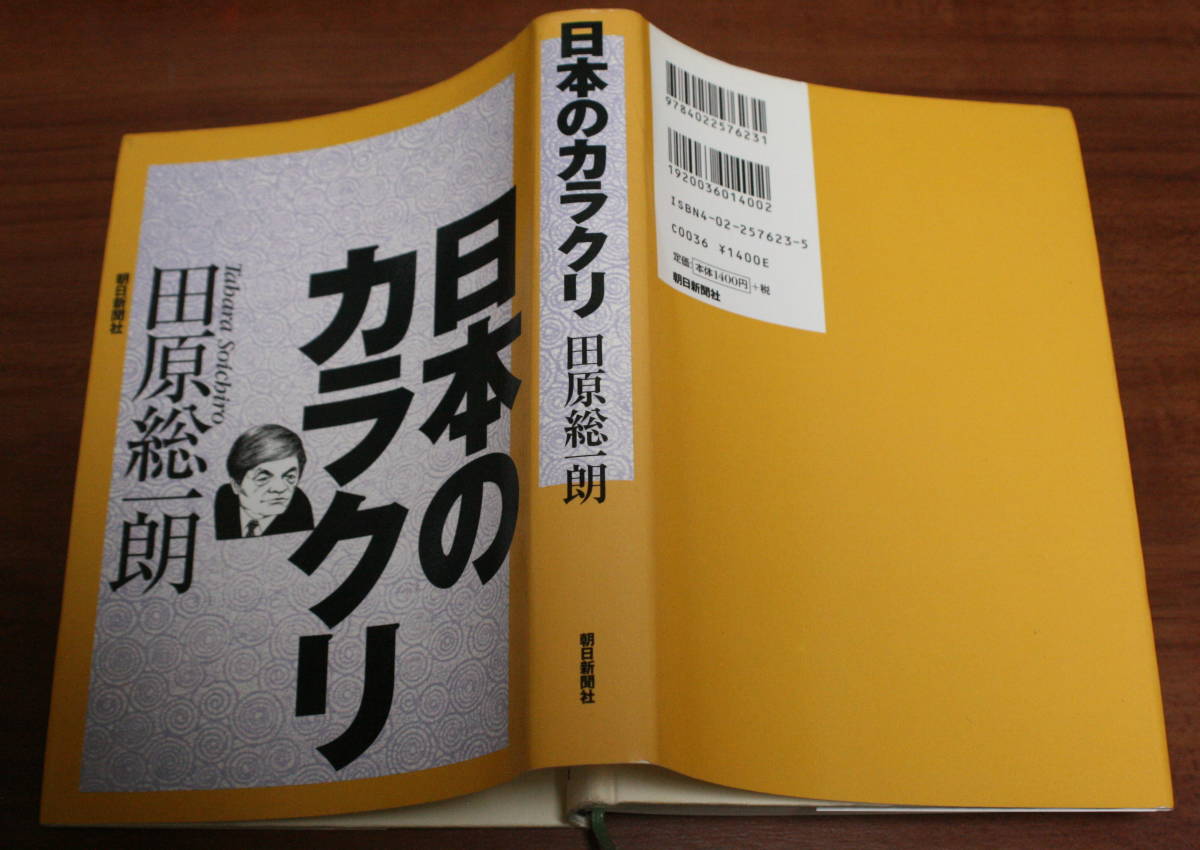 日本の
カラクリ
Tabara Soichiro
田原総一朗
朝日新聞社
日本のカラクリ
田原総一朗
朝日新聞社
9784022576231
1920036014002
ISBN4-02-257623-5
C0036 ¥1400E
定価:本体1400円+税
朝日新聞社